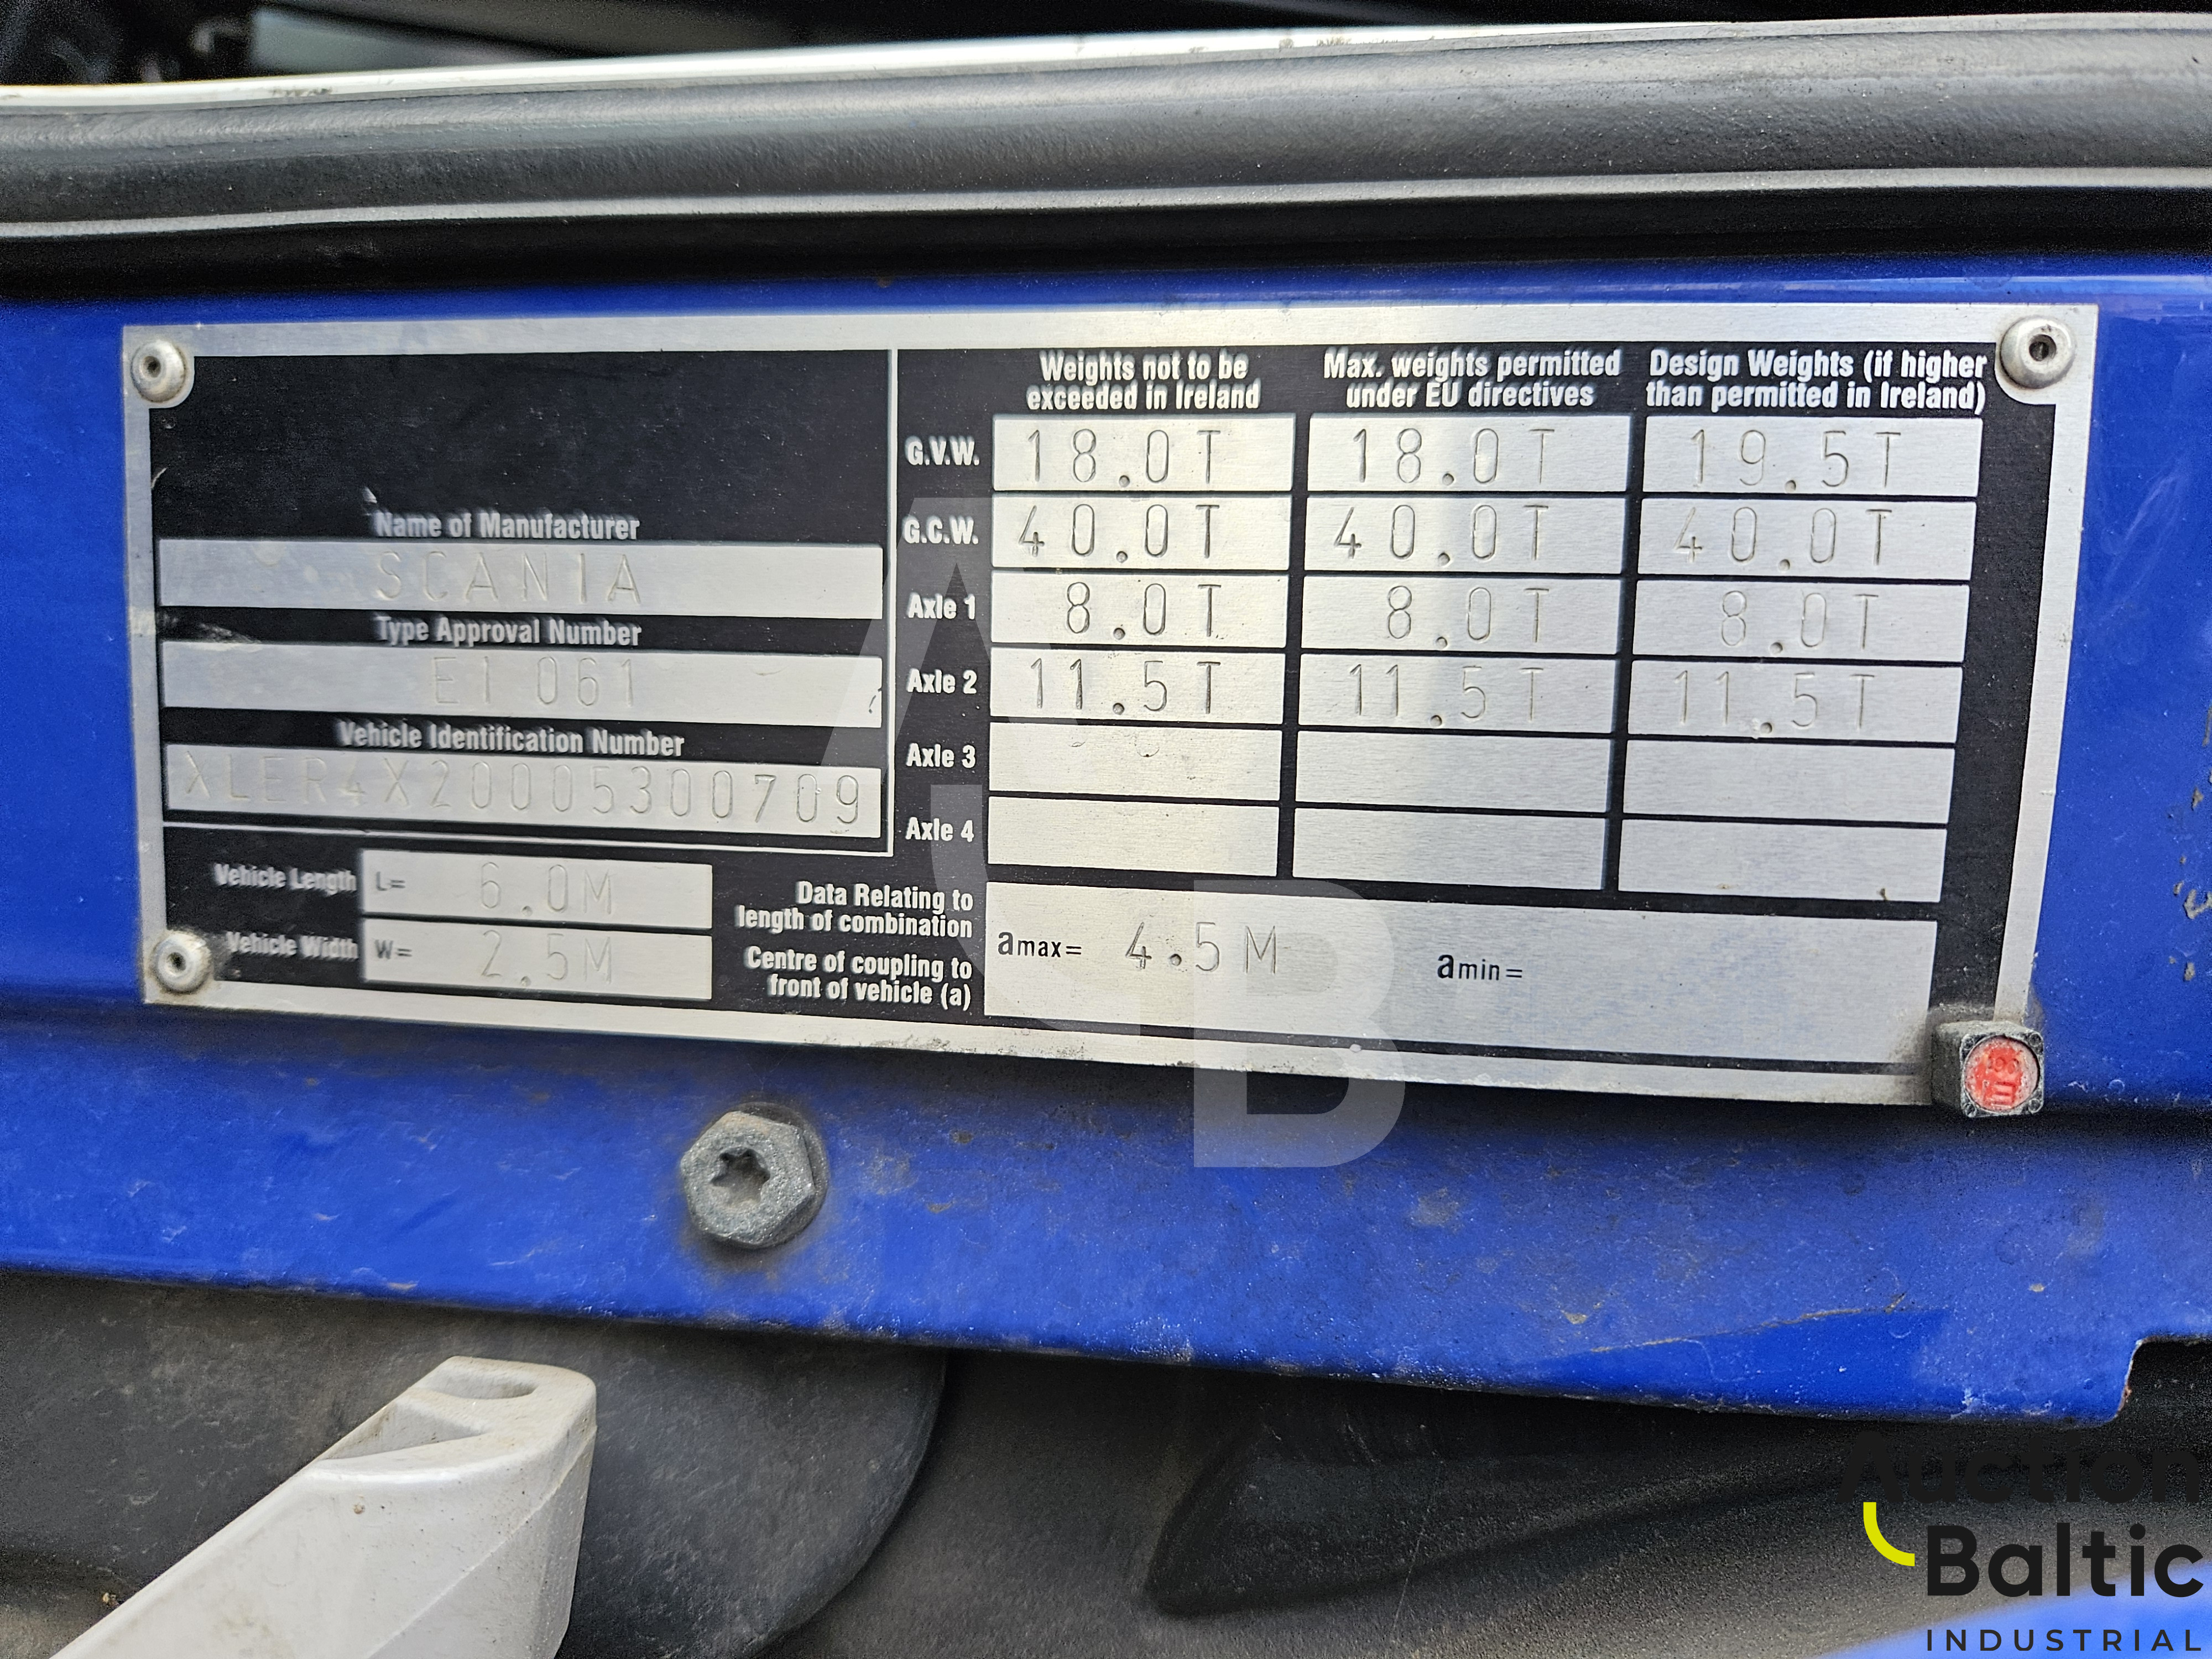 Weights not to be exceeded in Ireland
Max. weights permitted under EU directives
Design Weights (if higher than permitted in Ireland)
Name of Manufacturer
SCANIA
Type Approval Number
E1 061
Vehicle Identification Number
XLER4X20005300709
Vehicle Length L= 6.0M
Vehicle Width W= 2.5M
G.V.W. 18.0T 18.0T 19.5T
G.C.W. 40.0T 40.0T 40.0T
Axle 1 8.0T 8.0T 8.0T
Axle 2 11.5T 11.5T 11.5T
Axle 3
Axle 4
Data Relating to
length of combination
Centre of coupling to
front of vehicle (a)
amax= 4.5M amin=
Auction
Baltic
INDUSTRIAL